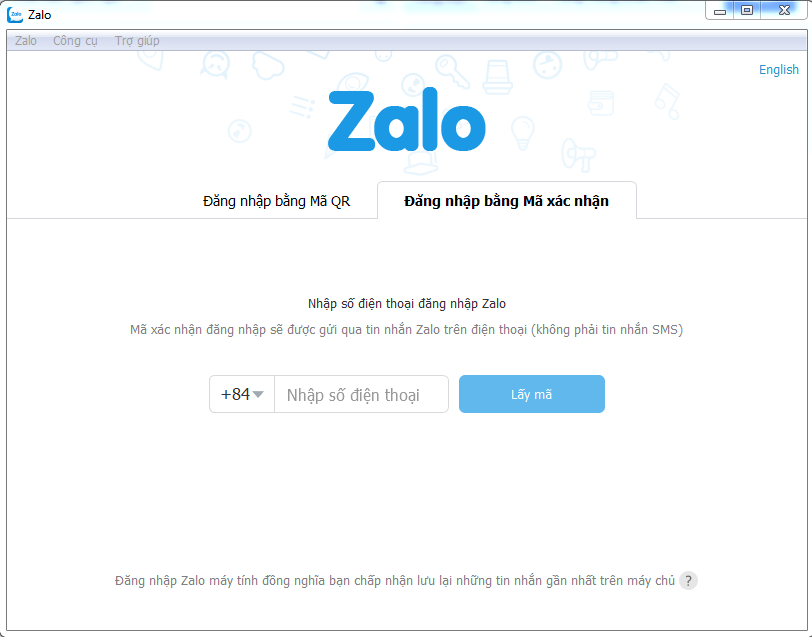 Zalo
Zalo Công cụ Trợ giúp
English
Zalo
Đăng nhập bằng Mã QR Đăng nhập bằng Mã xác nhận
Nhập số điện thoại đăng nhập Zalo
Mã xác nhận đăng nhập sẽ được gửi qua tin nhắn Zalo trên điện thoại (không phải tin nhắn SMS)
+84 Nhập số điện thoại Lấy mã
Đăng nhập Zalo máy tính đồng nghĩa bạn chấp nhận lưu lại những tin nhắn gần nhất trên máy chủ ?